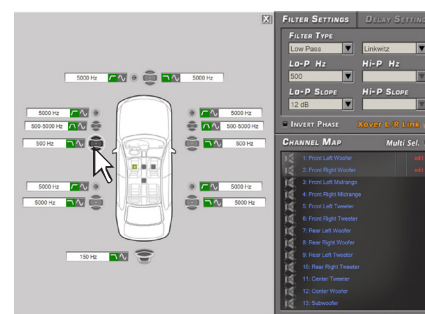 X
FILTER SETTINGS
DELAY SETTIN
FILTER TYPE
Low Pass
Linkwitz
LO-P HZ
HI-P HZ
500
LO-P SLOPE
HI-P SLOPE
12 dB
INVERT PHASE
XOVER L-R LINK
CHANNEL MAP
Multi Sel.
1: Front Left Woofer
edit
2: Front Right Woofer
edit
3: Front Left Midrange
4: Front Right Midrange
5: Front Left Tweeter
6: Front Right Tweeter
7: Rear Left Woofer
8: Rear Right Woofer
9: Rear Left Tweeter
10: Rear Right Tweeter
11: Center Tweeter
12: Center Woofer
13: Subwoofer
5000 Hz
5000 Hz
5000 Hz
5000 Hz
500-5000 Hz
500-5000 Hz
500 Hz
500 Hz
5000 Hz
5000 Hz
5000 Hz
5000 Hz
150 Hz